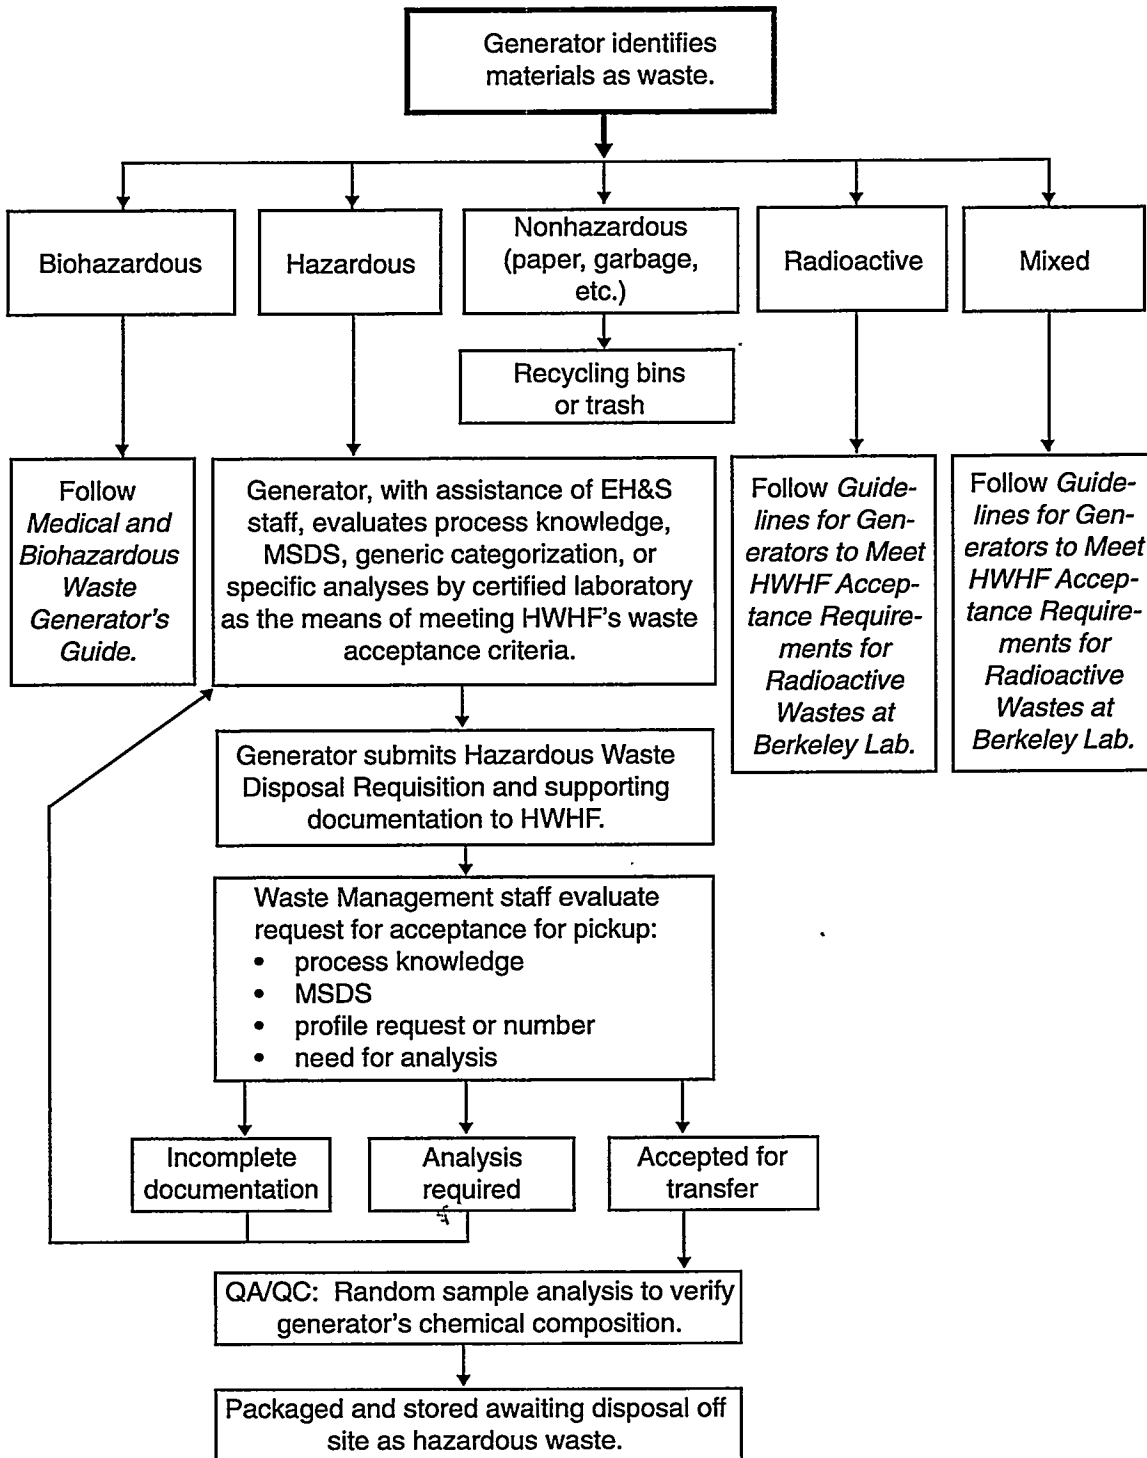 Generator identifies
materials as waste.
Biohazardous
Hazardous
Nonhazardous
(paper, garbage,
etc.)
Radioactive
Mixed
Recycling bins
or trash
Follow
Medical and
Biohazardous
Waste
Generator's
Guide.
Generator, with assistance of EH&S
staff, evaluates process knowledge,
MSDS, generic categorization, or
specific analyses by certified laboratory
as the means of meeting HWHF's waste
acceptance criteria.
Follow Guide-
lines for Gen-
erators to Meet
HWHF Accep-
tance Require-
ments for
Radioactive
Wastes at
Berkeley Lab.
Follow Guide-
lines for Gen-
erators to Meet
HWHF Accep-
tance Require-
ments for
Radioactive
Wastes at
Berkeley Lab.
Generator submits Hazardous Waste
Disposal Requisition and supporting
documentation to HWHF.
Waste Management staff evaluate
request for acceptance for pickup:
• process knowledge
• MSDS
• profile request or number
• need for analysis
Incomplete
documentation
Analysis
required
Accepted for
transfer
QA/QC: Random sample analysis to verify
generator's chemical composition.
Packaged and stored awaiting disposal off
site as hazardous waste.